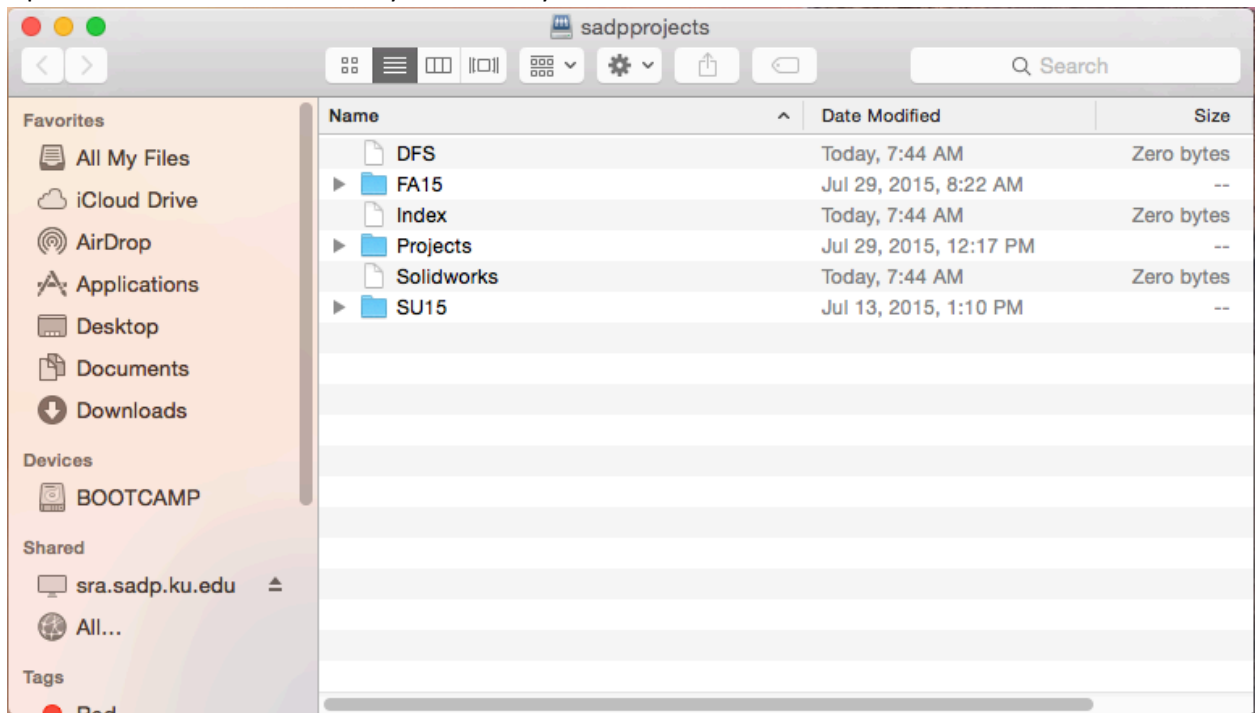 sadpprojects
Search
Favorites
All My Files
iCloud Drive
AirDrop
Applications
Desktop
Documents
Downloads
Devices
BOOTCAMP
Shared
sra.sadp.ku.edu
All...
Tags
Name Date Modified Size
DFS Today, 7:44 AM Zero bytes
FA15 Jul 29, 2015, 8:22 AM --
Index Today, 7:44 AM Zero bytes
Projects Jul 29, 2015, 12:17 PM --
Solidworks Today, 7:44 AM Zero bytes
SU15 Jul 13, 2015, 1:10 PM --